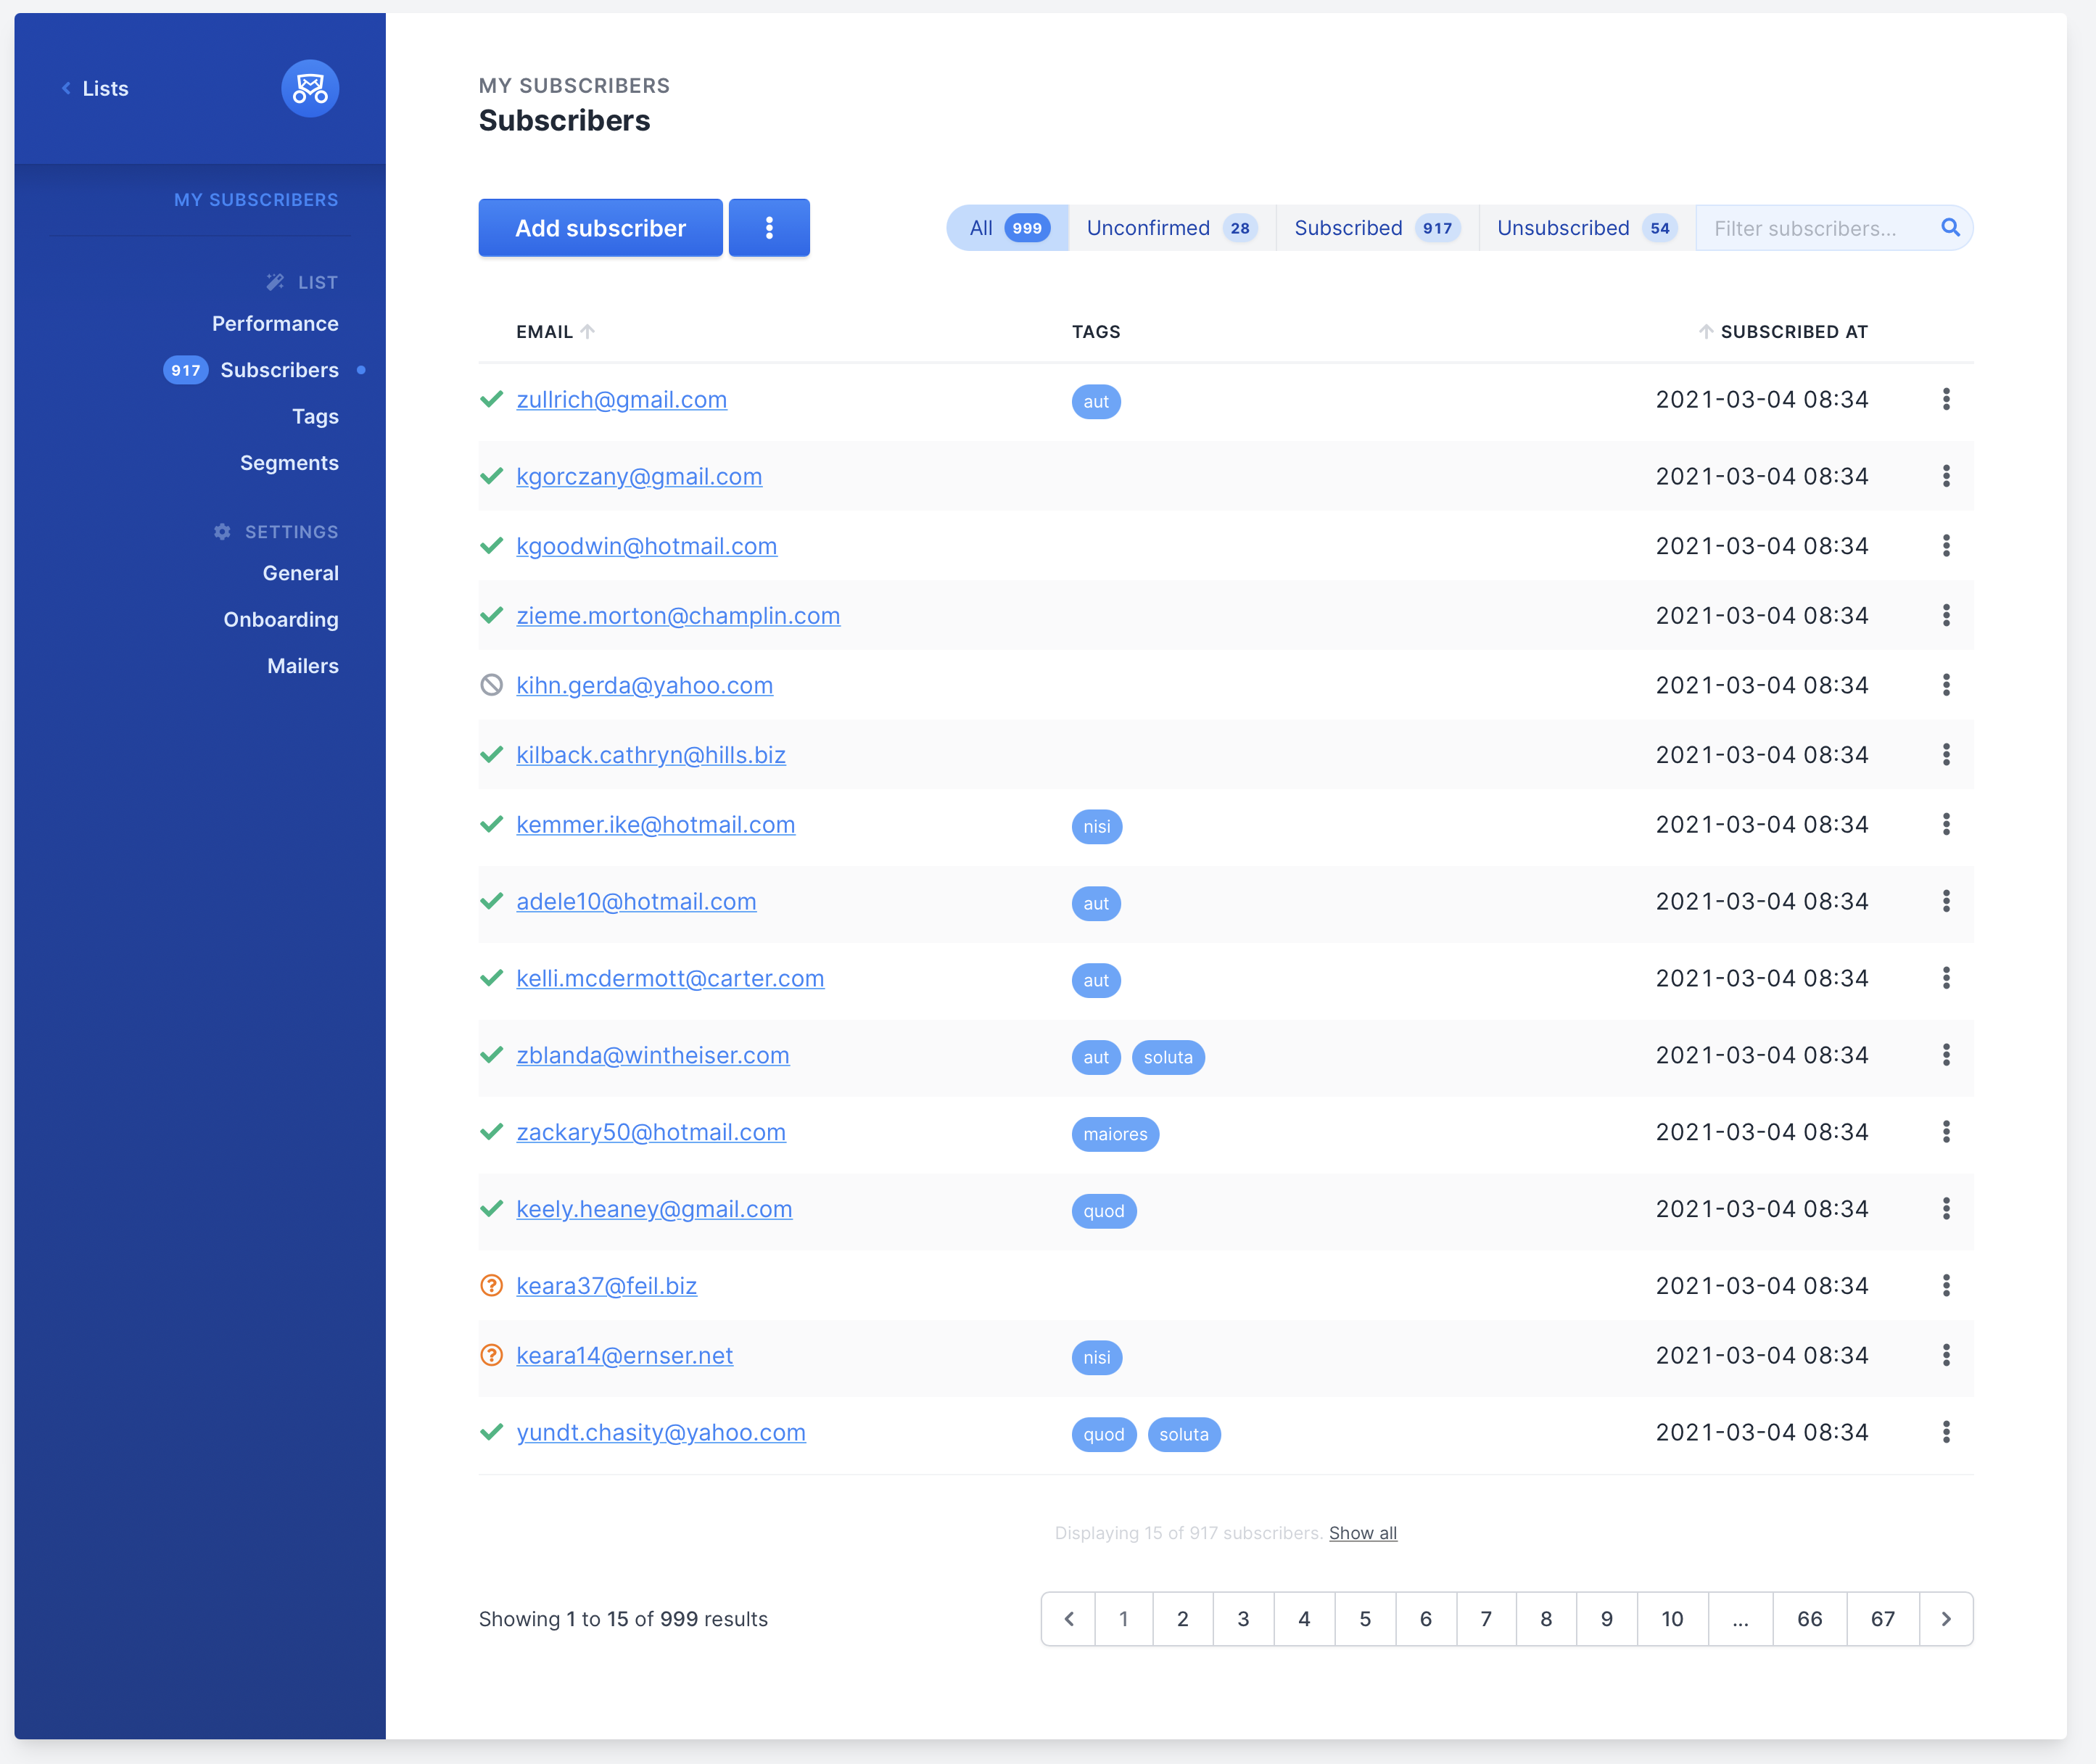 Lists
MY SUBSCRIBERS
LIST
Performance
917 Subscribers
Tags
Segments
SETTINGS
General
Onboarding
Mailers
MY SUBSCRIBERS
Subscribers
Add subscriber
All 999 Unconfirmed 28 Subscribed 917 Unsubscribed 54 Filter subscribers...
EMAIL TAGS SUBSCRIBED AT
zullrich@gmail.com aut 2021-03-04 08:34
kgorczany@gmail.com 2021-03-04 08:34
kgoodwin@hotmail.com 2021-03-04 08:34
zieme.morton@champlin.com 2021-03-04 08:34
kihn.gerda@yahoo.com 2021-03-04 08:34
kilback.cathryn@hills.biz 2021-03-04 08:34
kemmer.ike@hotmail.com nisi 2021-03-04 08:34
adele10@hotmail.com aut 2021-03-04 08:34
kelli.mcdermott@carter.com aut 2021-03-04 08:34
zblanda@wintheiser.com aut soluta 2021-03-04 08:34
zackary50@hotmail.com maiores 2021-03-04 08:34
keely.heaney@gmail.com quod 2021-03-04 08:34
keara37@feil.biz 2021-03-04 08:34
keara14@ernser.net nisi 2021-03-04 08:34
yundt.chasity@yahoo.com quod soluta 2021-03-04 08:34
Displaying 15 of 917 subscribers. Show all
Showing 1 to 15 of 999 results 1 2 3 4 5 6 7 8 9 10 ... 66 67